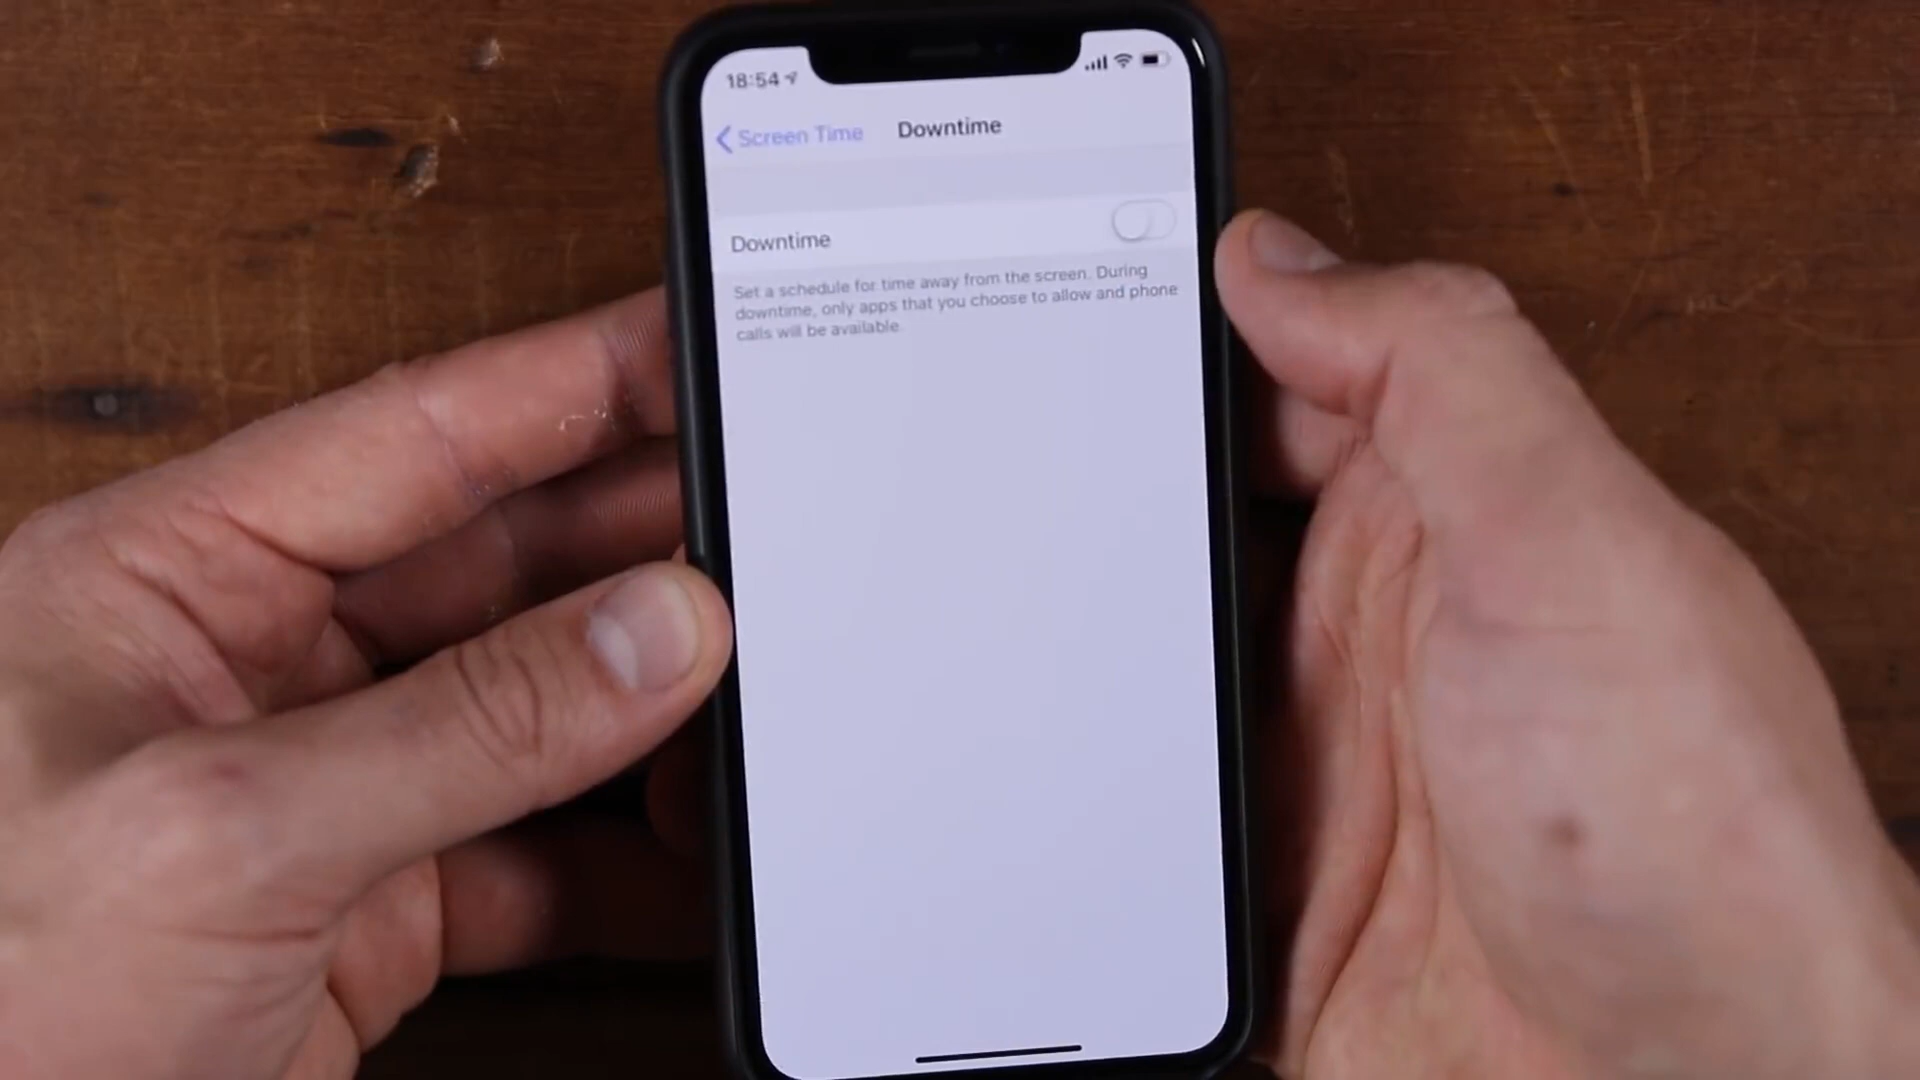 18:54
Screen Time
Downtime
Downtime
Set a schedule for time away from the screen. During
downtime, only apps that you choose to allow and phone
calls will be available.